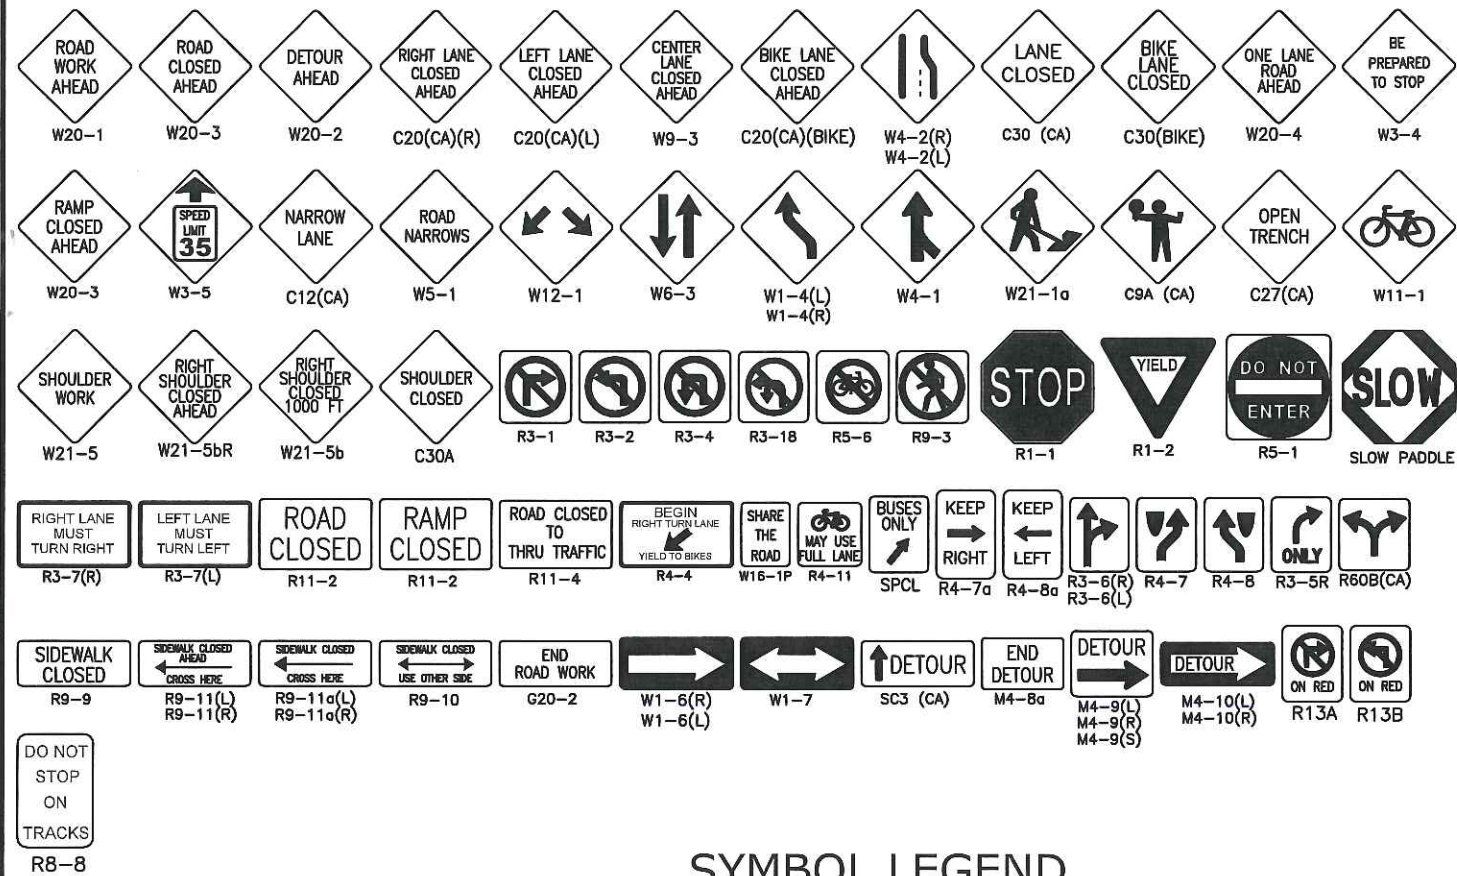 ROAD
WORK
AHEAD
W20-1
ROAD
CLOSED
AHEAD
W20-3
DETOUR
AHEAD
W20-2
RIGHT LANE
CLOSED
AHEAD
C20(CA)(R)
LEFT LANE
CLOSED
AHEAD
C20(CA)(L)
CENTER
LANE
CLOSED
AHEAD
W9-3
BIKE LANE
CLOSED
AHEAD
C20(CA)(BIKE)
W4-2(R)
W4-2(L)
LANE
CLOSED
C30 (CA)
BIKE
LANE
CLOSED
C30(BIKE)
ONE LANE
ROAD
AHEAD
W20-4
BE
PREPARED
TO STOP
W3-4
RAMP
CLOSED
AHEAD
W20-3
SPEED
LIMIT
35
W3-5
NARROW
LANE
C12(CA)
ROAD
NARROWS
W5-1
W12-1
W6-3
W1-4(L)
W1-4(R)
W4-1
W21-1a
C9A (CA)
OPEN
TRENCH
C27(CA)
W11-1
SHOULDER
WORK
W21-5
RIGHT
SHOULDER
CLOSED
AHEAD
W21-5bR
RIGHT
SHOULDER
CLOSED
1000 FT
W21-5b
SHOULDER
CLOSED
C30A
R3-1
R3-2
R3-4
R3-18
R5-6
R9-3
STOP
R1-1
YIELD
R1-2
DO NOT
ENTER
R5-1
SLOW
SLOW PADDLE
RIGHT LANE
MUST
TURN RIGHT
R3-7(R)
LEFT LANE
MUST
TURN LEFT
R3-7(L)
ROAD
CLOSED
R11-2
RAMP
CLOSED
R11-2
ROAD CLOSED
TO
THRU TRAFFIC
R11-4
BEGIN
RIGHT TURN LANE
YIELD TO BIKES
R4-4
SHARE
THE
ROAD
W16-1P
MAY USE
FULL LANE
R4-11
BUSES
ONLY
SPCL
KEEP
RIGHT
R4-7a
KEEP
LEFT
R4-8a
R3-6(R)
R3-6(L)
R4-7
R4-8
ONLY
R3-5R
R60B(CA)
SIDEWALK
CLOSED
R9-9
SIDEWALK CLOSED
AHEAD
CROSS HERE
R9-11(L)
R9-11(R)
SIDEWALK CLOSED
CROSS HERE
R9-11a(L)
R9-11a(R)
SIDEWALK CLOSED
USE OTHER SIDE
R9-10
END
ROAD WORK
G20-2
W1-6(R)
W1-6(L)
W1-7
DETOUR
SC3 (CA)
END
DETOUR
M4-8a
DETOUR
M4-9(L)
M4-9(R)
M4-9(S)
DETOUR
M4-10(L)
M4-10(R)
ON RED
R13A
ON RED
R13B
DO NOT
STOP
ON
TRACKS
R8-8
SYMBOL LEGEND